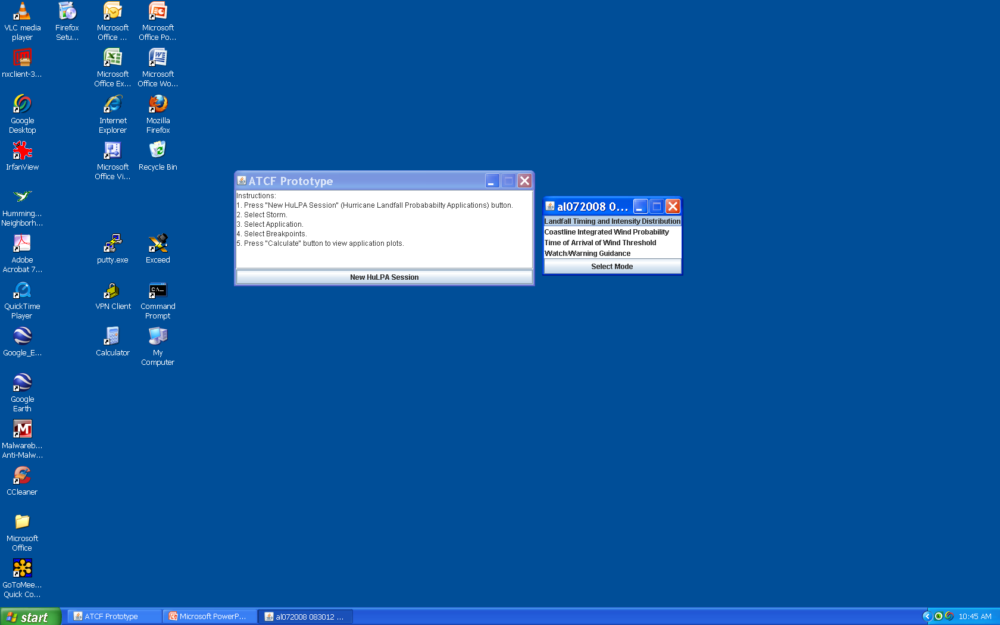 VLC media
player
Firefox
Setu...
Microsoft
Office ...
Microsoft
Office Po...
nxclient-3...
Microsoft
Office Ex...
Microsoft
Office Wo...
Google
Desktop
Internet
Explorer
Mozilla
Firefox
IrfanView
Microsoft
Office Vi...
Recycle Bin
Humming...
Neighborh...
putty.exe
Exceed
Adobe
Acrobat 7...
QuickTime
Player
VPN Client
C:\_
Command
Prompt
Google_E...
Calculator
My
Computer
Google
Earth
Malwareb...
Anti-Malw...
CCleaner
Microsoft
Office
GoToMee...
Quick Co...
ATCF Prototype
Instructions:
1. Press "New HuLPA Session" (Hurricane Landfall Probababilty Applications) button.
2. Select Storm.
3. Select Application.
4. Select Breakpoints.
5. Press "Calculate" button to view application plots.
New HuLPA Session
al072008 0...
Landfall Timing and Intensity Distribution
Coastline Integrated Wind Probability
Time of Arrival of Wind Threshold
Watch/Warning Guidance
Select Mode
start
ATCF Prototype
Microsoft PowerP...
al072008 083012 ...
10:45 AM